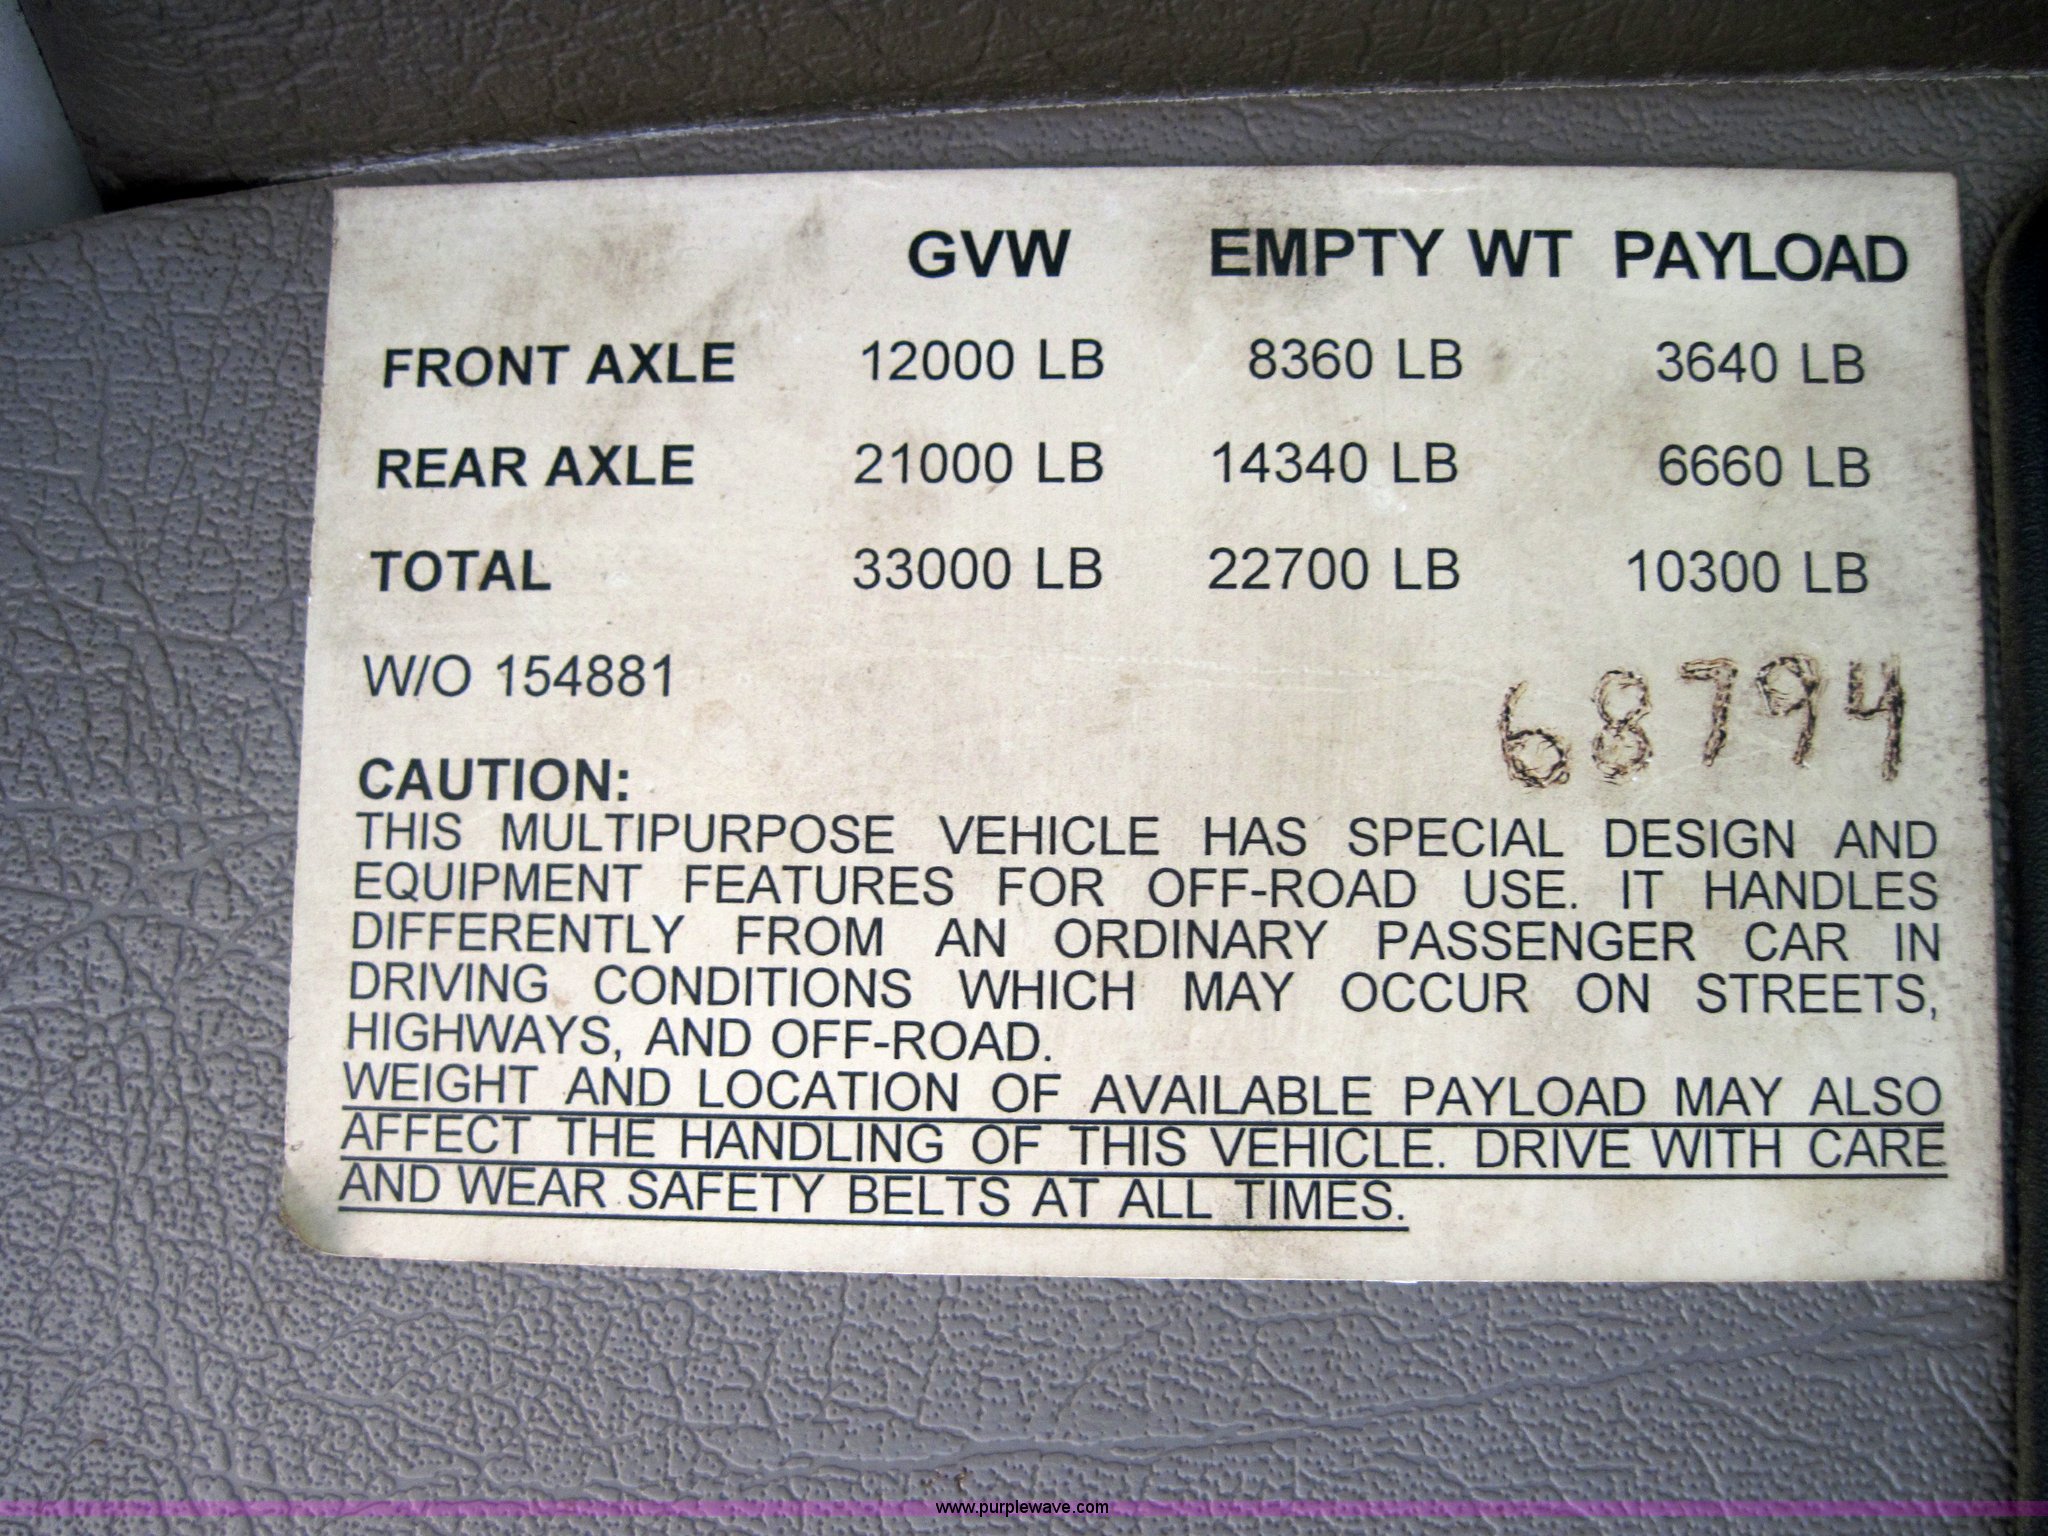 GVW EMPTY WT PAYLOAD
FRONT AXLE 12000 LB 8360 LB 3640 LB
REAR AXLE 21000 LB 14340 LB 6660 LB
TOTAL 33000 LB 22700 LB 10300 LB
W/O 154881
68794
CAUTION:
THIS MULTIPURPOSE VEHICLE HAS SPECIAL DESIGN AND
EQUIPMENT FEATURES FOR OFF-ROAD USE. IT HANDLES
DIFFERENTLY FROM AN ORDINARY PASSENGER CAR IN
DRIVING CONDITIONS WHICH MAY OCCUR ON STREETS,
HIGHWAYS, AND OFF-ROAD.
WEIGHT AND LOCATION OF AVAILABLE PAYLOAD MAY ALSO
AFFECT THE HANDLING OF THIS VEHICLE. DRIVE WITH CARE
AND WEAR SAFETY BELTS AT ALL TIMES.
www.purplewave.com